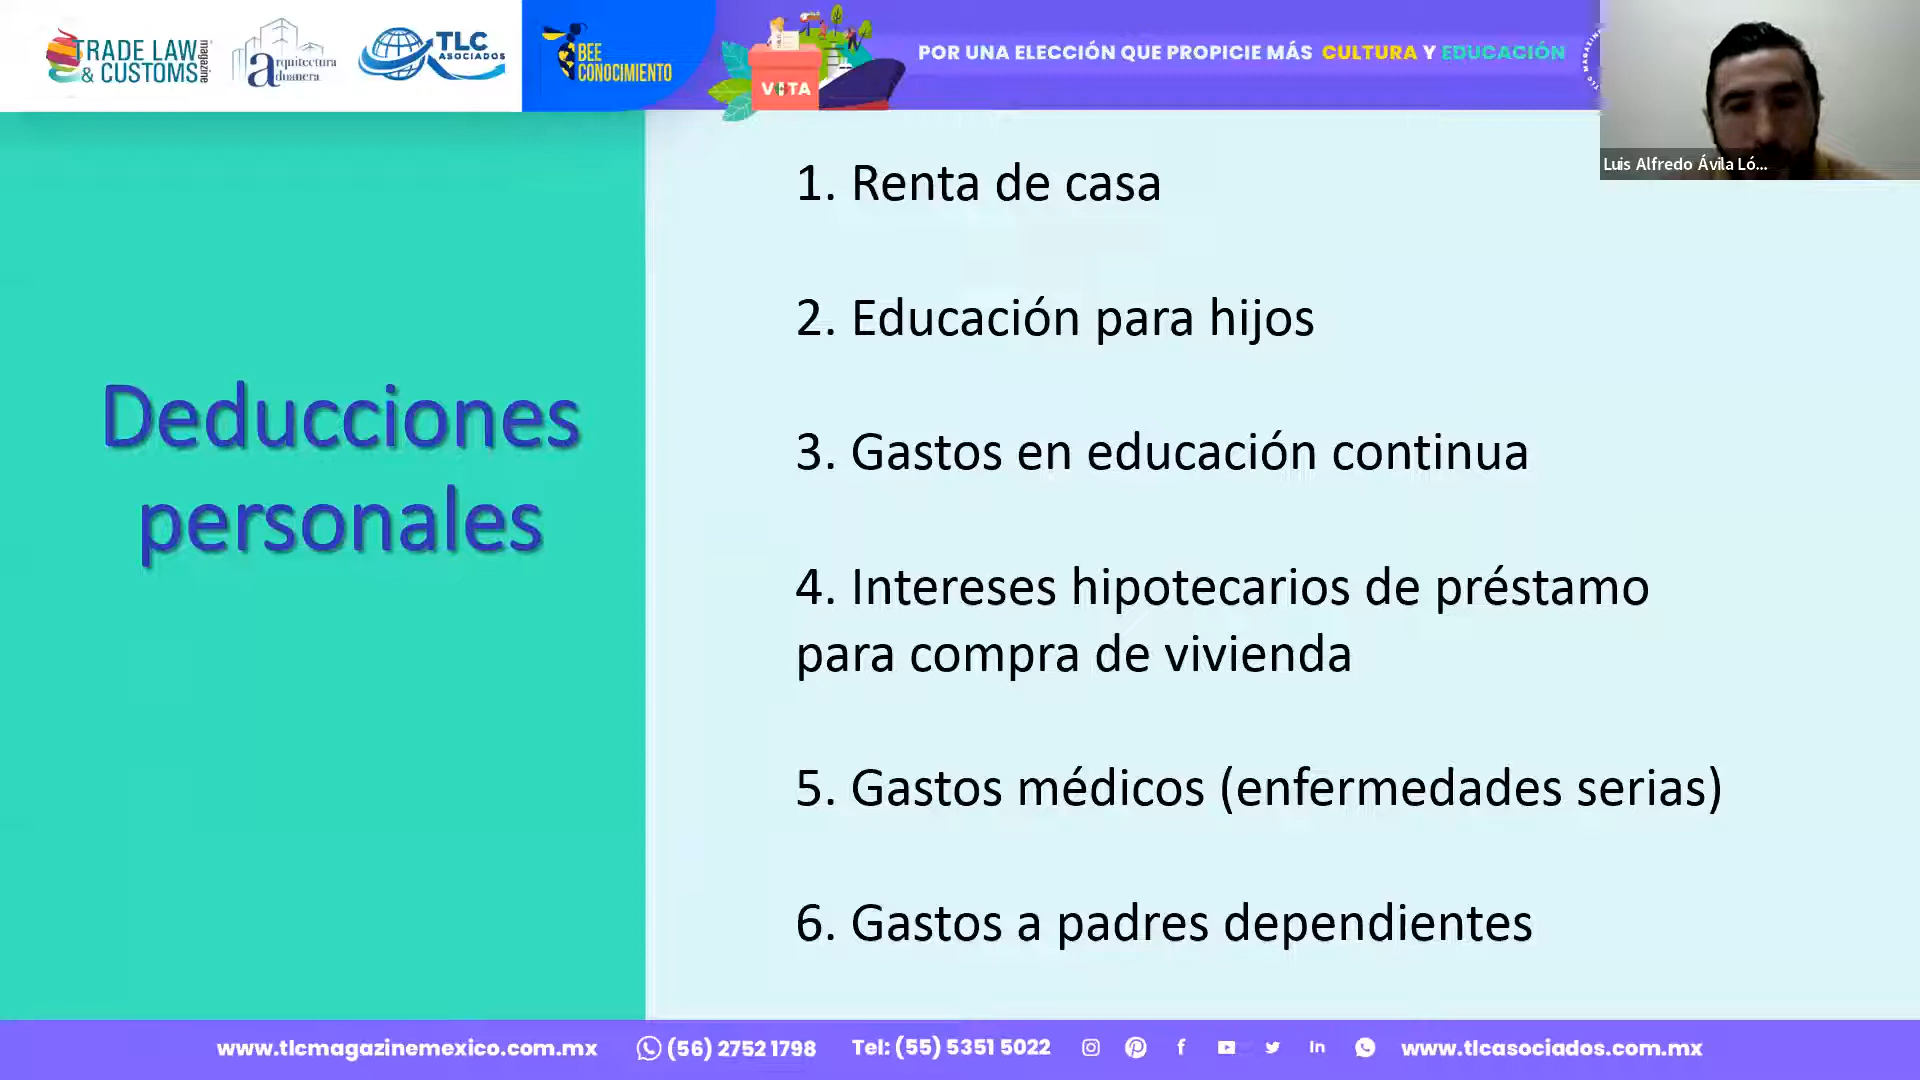 TRADE LAW
& CUSTOMS
magazine
arquitectura
aduanera
TLC
ASOCIADOS
BEE
CONOCIMIENTO
VOTA
POR UNA ELECCIÓN QUE PROPICIE MÁS CULTURA Y EDUCACIÓN
Luis Alfredo Ávila Ló...
Deducciones
personales
1. Renta de casa
2. Educación para hijos
3. Gastos en educación continua
4. Intereses hipotecarios de préstamo
para compra de vivienda
5. Gastos médicos (enfermedades serias)
6. Gastos a padres dependientes
www.tlcmagazinemexico.com.mx (56) 2752 1798 Tel: (55) 5351 5022 www.tlcasociados.com.mx